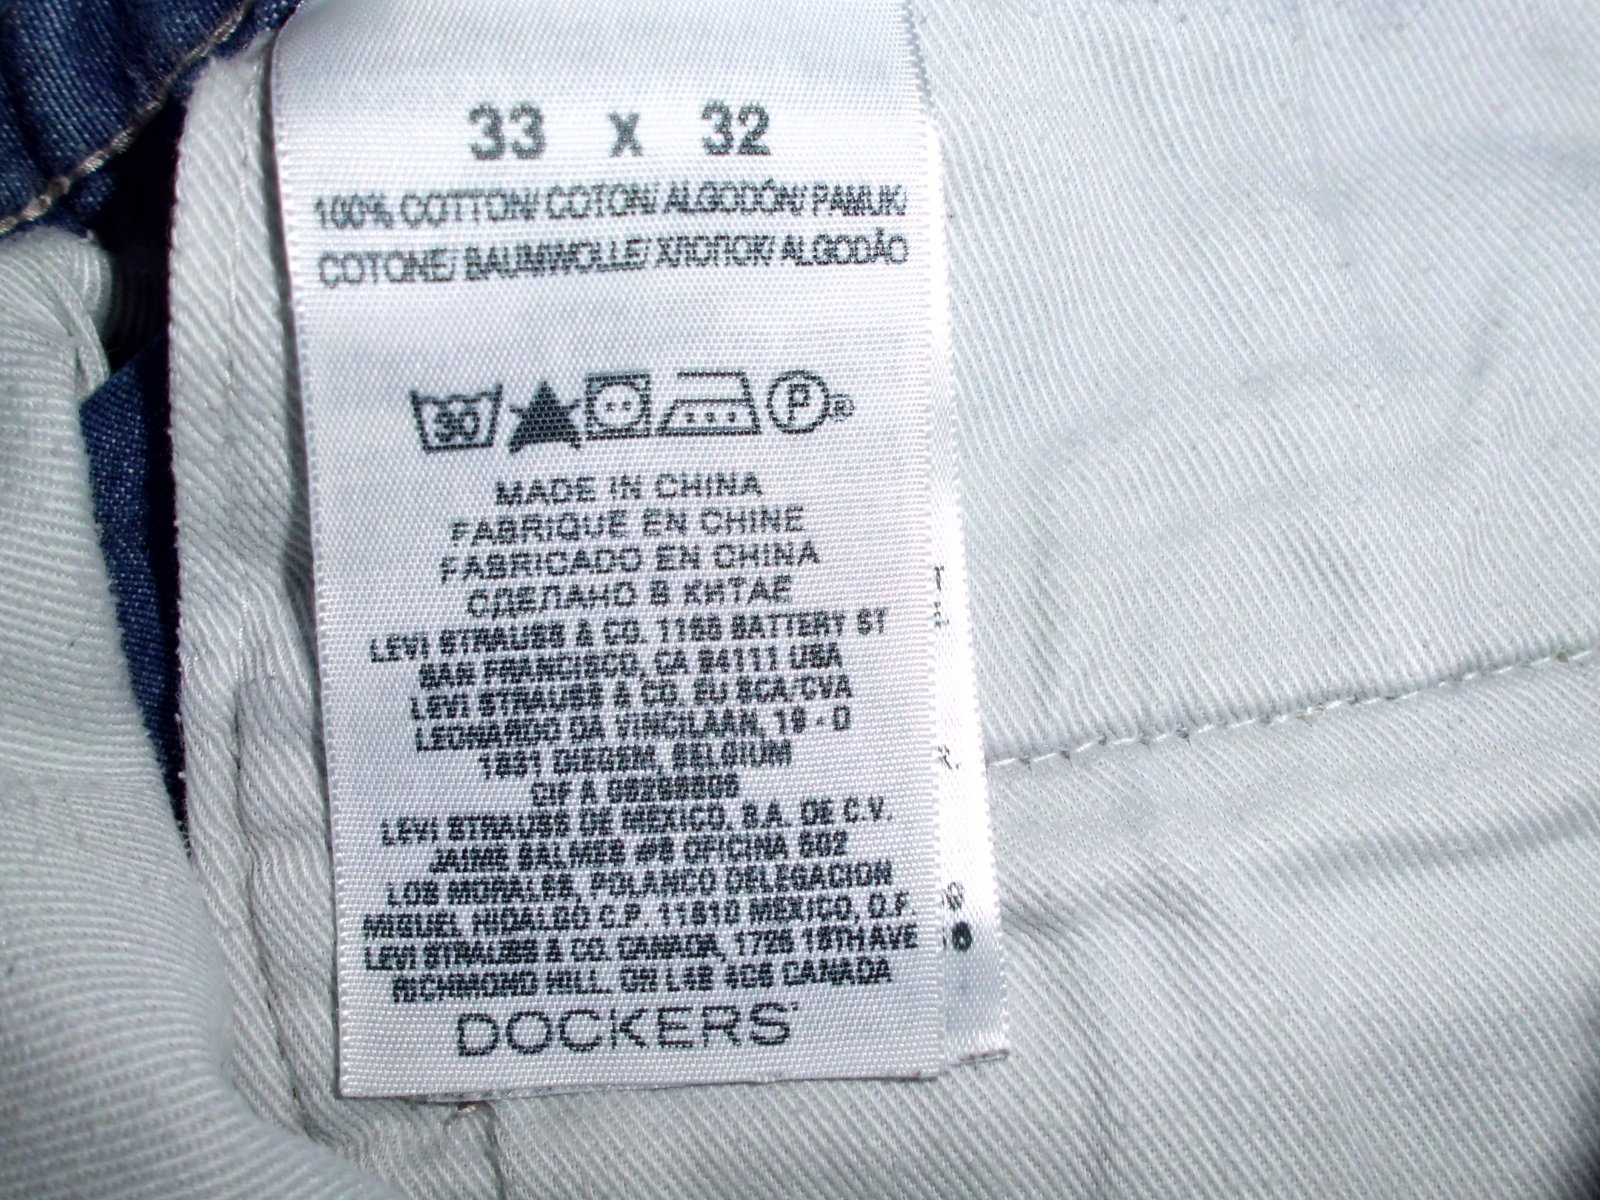 33 X 32
100% COTTON/ COTON/ ALGODÓN/ PAMUK/
COTONE/ BAUMWOLLE/ ХЛОПОК/ ALGODÃO
30
P ®
MADE IN CHINA
FABRIQUÉ EN CHINE
FABRICADO EN CHINA
СДЕЛАНО В КИТАЕ
LEVI STRAUSS & CO. 1155 BATTERY ST
SAN FRANCISCO, CA 94111 USA
LEVI STRAUSS & CO. EU SCA/CVA
LEONARDO DA VINCILAAN, 19 - D
1831 DIEGEM, BELGIUM
CIF A
LEVI STRAUSS DE MEXICO, S.A. DE C.V.
JAIME BALMES #8 OFICINA 602
LOS MORALES, POLANCO DELEGACION
MIGUEL HIDALGO C.P. 11510 MEXICO, D.F.
LEVI STRAUSS & CO. CANADA, 1725 16TH AVE
RICHMOND HILL, ON L4B 4C6 CANADA
DOCKERS